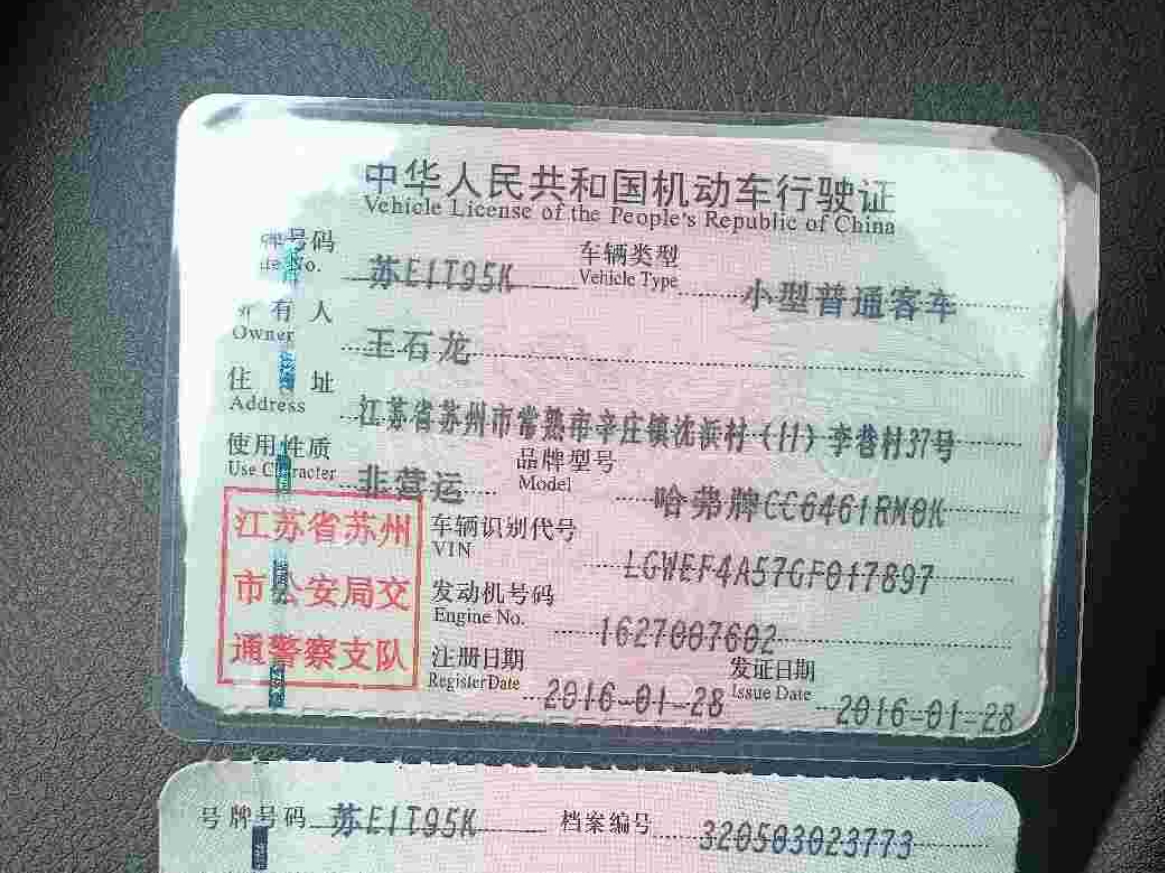 中华人民共和国机动车行驶证
Vehicle License of the People's Republic of China
牌号码 苏E1T95K 车辆类型 小型普通客车
No. Vehicle Type
有人 王石龙
Owner
住址 江苏省苏州市常熟市辛庄镇沈浜村(11)李巷村37号
Address
使用性质 非营运 品牌型号 哈弗牌CC6461RM0K
Use Character Model
江苏省苏州
市公安局交
通警察支队
车辆识别代号 LGWEF4A57GF017897
VIN
发动机号码 1627007602
Engine No.
注册日期 2016-01-28 发证日期 2016-01-28
Register Date Issue Date
号牌号码 苏E1T95K 档案编号 320503023773